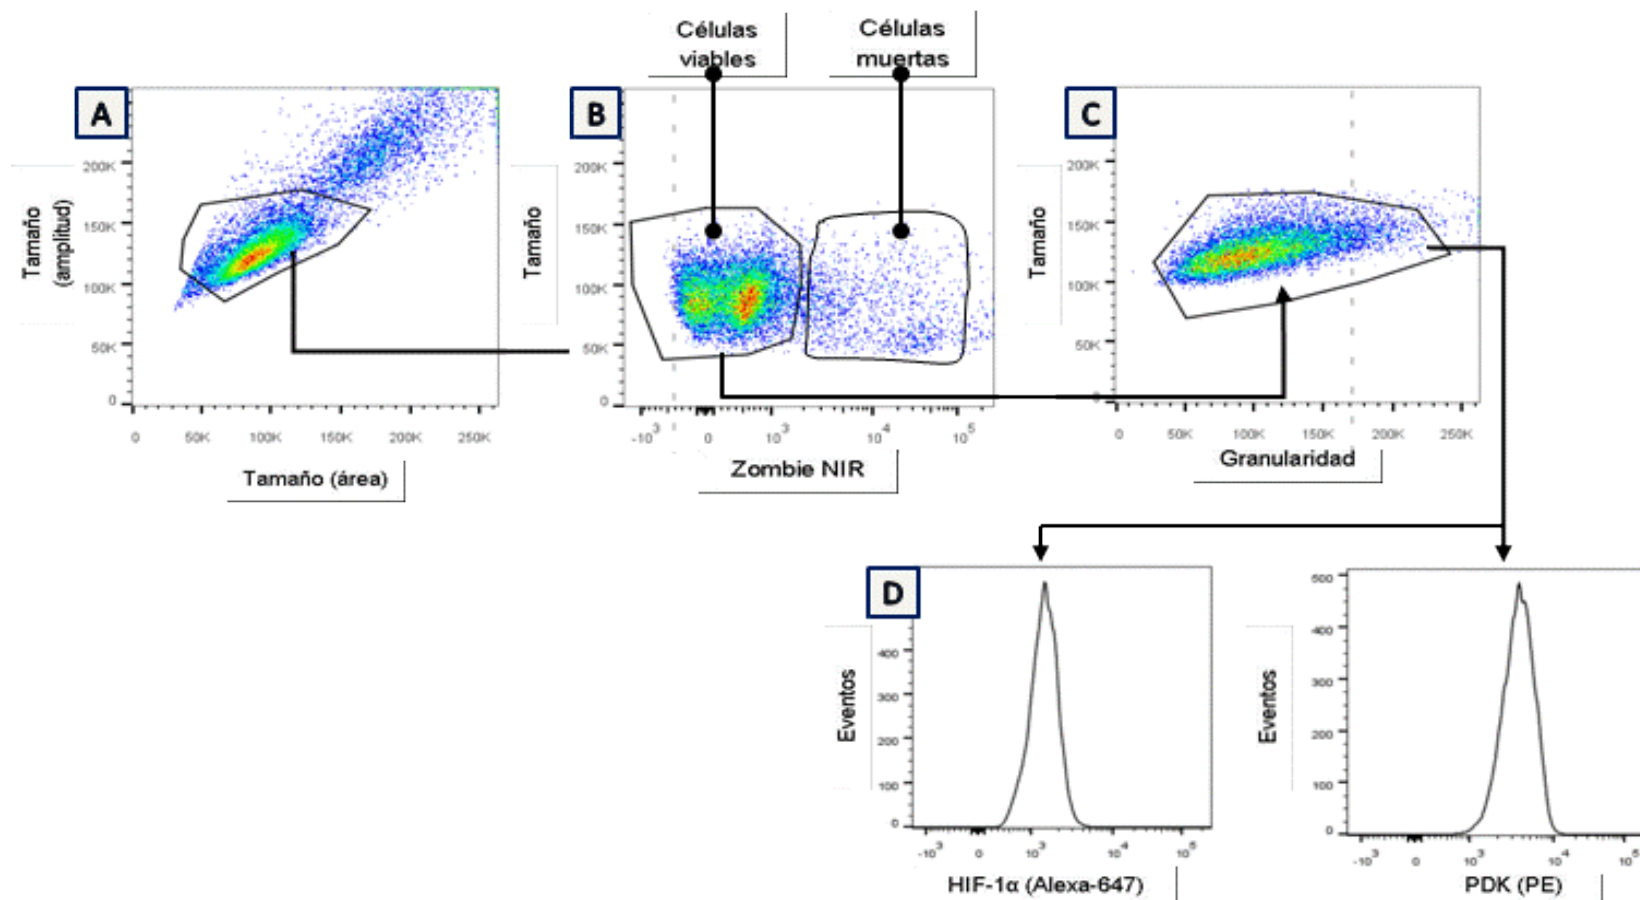 Células
viables
Células
muertas
A
B
C
Tamaño
(amplitud)
200K
150K
100K
50K
0
0
50K
100K
150K
200K
250K
Tamaño (área)
Tamaño
200K
150K
100K
50K
0
-10³
0
10³
10⁴
10⁵
Zombie NIR
Tamaño
200K
150K
100K
50K
0
0
50K
100K
150K
200K
250K
Granularidad
D
Eventos
400
300
200
100
0
-10³
0
10³
10⁴
10⁵
HIF-1α (Alexa-647)
Eventos
500
400
300
200
100
0
-10³
0
10³
10⁴
10⁵
PDK (PE)